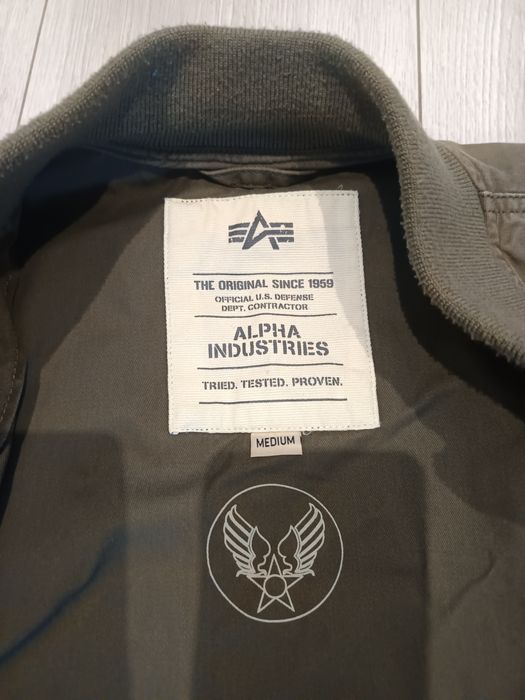 THE ORIGINAL SINCE 1959
OFFICIAL U.S. DEFENSE
DEPT. CONTRACTOR
ALPHA
INDUSTRIES
TRIED. TESTED. PROVEN.
MEDIUM